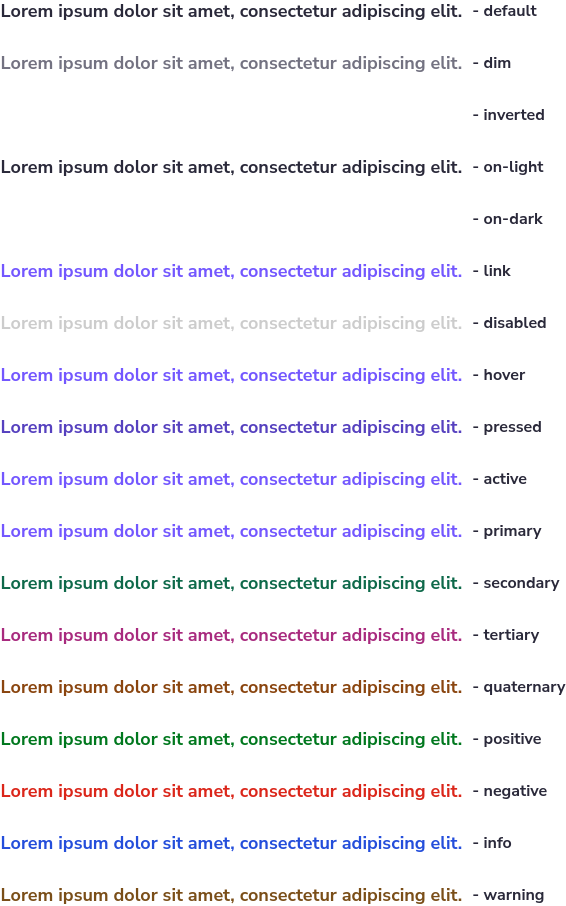 Lorem ipsum dolor sit amet, consectetur adipiscing elit. - default
Lorem ipsum dolor sit amet, consectetur adipiscing elit. - dim
- inverted
Lorem ipsum dolor sit amet, consectetur adipiscing elit. - on-light
- on-dark
Lorem ipsum dolor sit amet, consectetur adipiscing elit. - link
Lorem ipsum dolor sit amet, consectetur adipiscing elit. - disabled
Lorem ipsum dolor sit amet, consectetur adipiscing elit. - hover
Lorem ipsum dolor sit amet, consectetur adipiscing elit. - pressed
Lorem ipsum dolor sit amet, consectetur adipiscing elit. - active
Lorem ipsum dolor sit amet, consectetur adipiscing elit. - primary
Lorem ipsum dolor sit amet, consectetur adipiscing elit. - secondary
Lorem ipsum dolor sit amet, consectetur adipiscing elit. - tertiary
Lorem ipsum dolor sit amet, consectetur adipiscing elit. - quaternary
Lorem ipsum dolor sit amet, consectetur adipiscing elit. - positive
Lorem ipsum dolor sit amet, consectetur adipiscing elit. - negative
Lorem ipsum dolor sit amet, consectetur adipiscing elit. - info
Lorem ipsum dolor sit amet, consectetur adipiscing elit. - warning